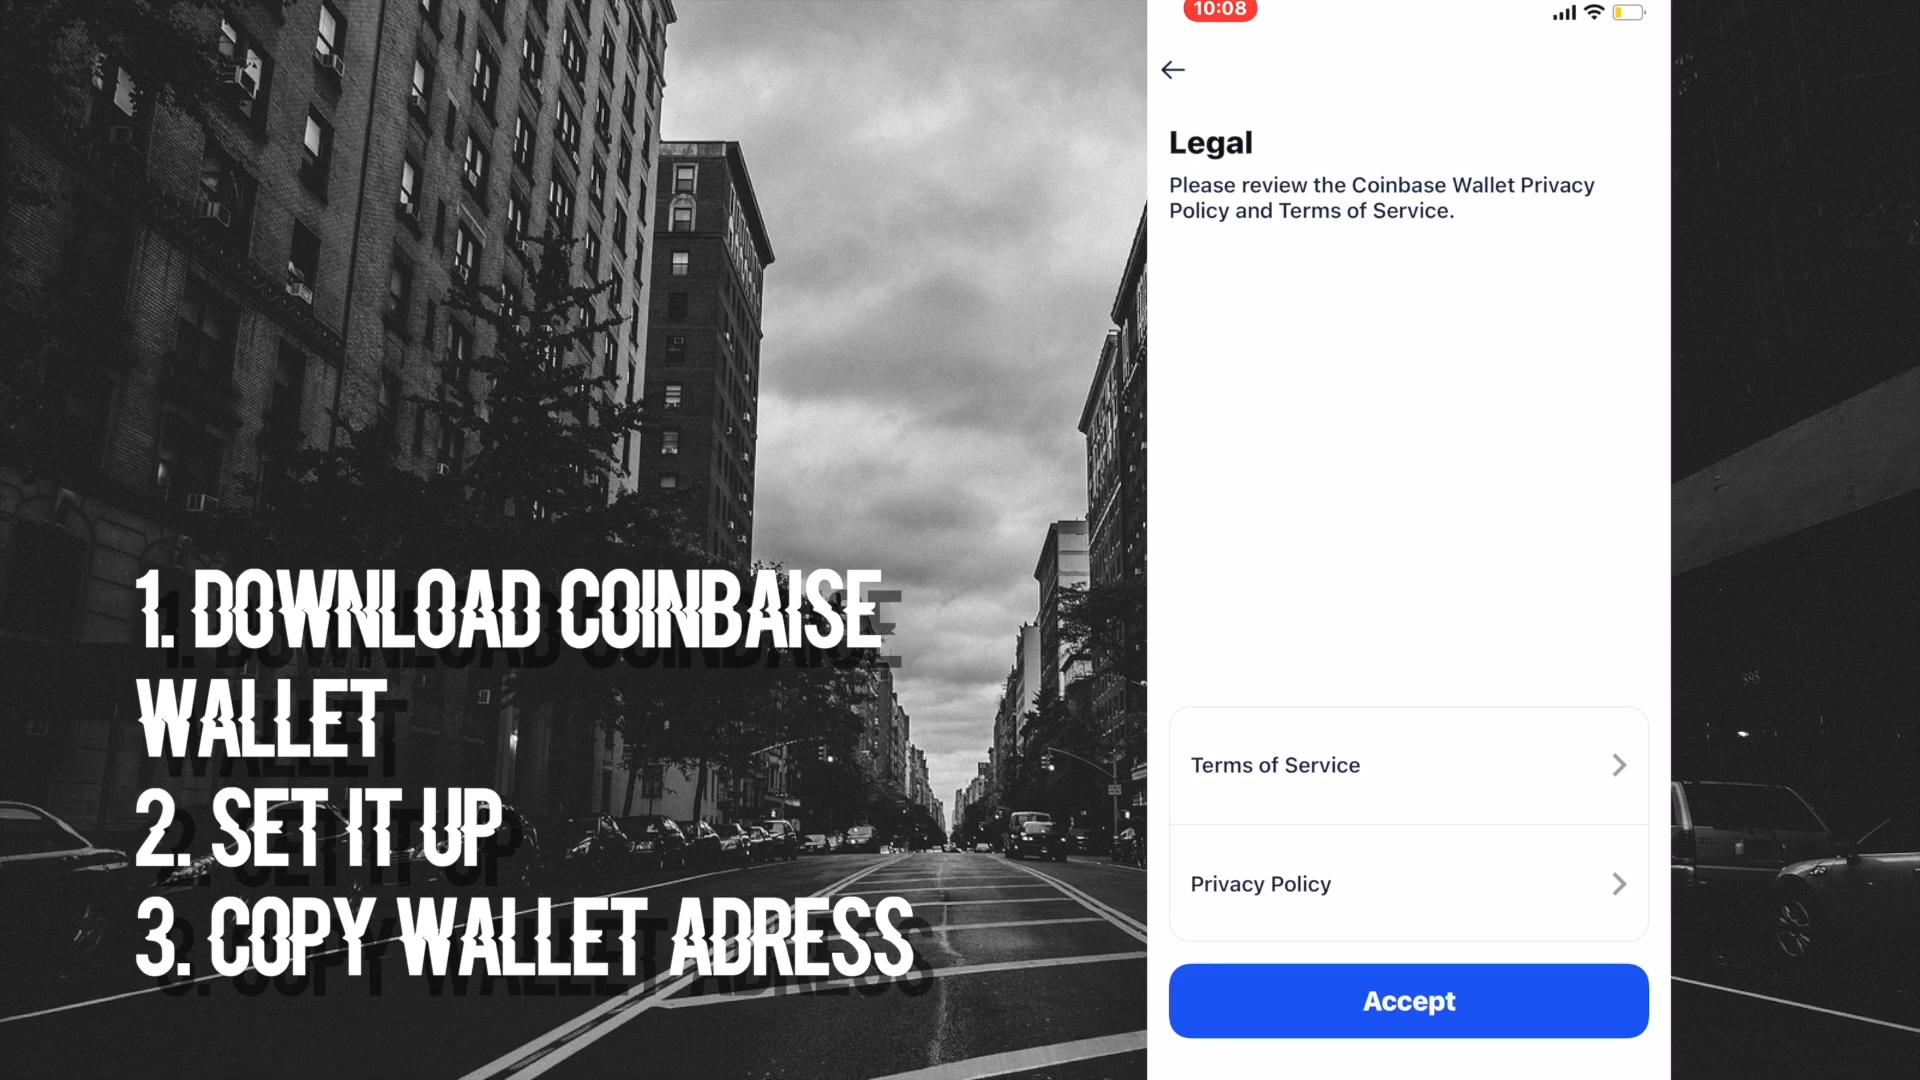 1. DOWNLOAD COINBAISE
WALLET
2. SET IT UP
3. COPY WALLET ADRESS
10:08
Legal
Please review the Coinbase Wallet Privacy
Policy and Terms of Service.
Terms of Service
Privacy Policy
Accept